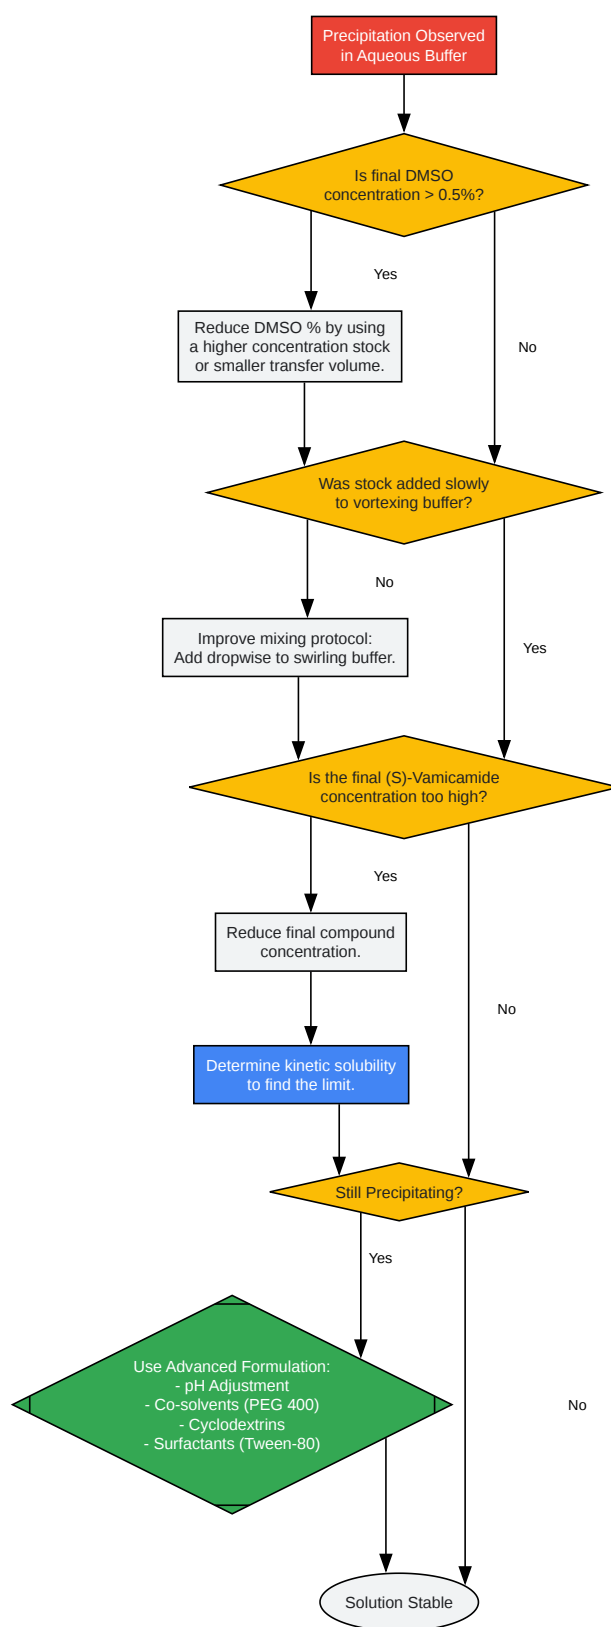 Precipitation Observed
in Aqueous Buffer
Is final DMSO
concentration > 0.5%?
Yes
Reduce DMSO % by using
a higher concentration stock
or smaller transfer volume.
No
Was stock added slowly
to vortexing buffer?
No
Improve mixing protocol:
Add dropwise to swirling buffer.
Yes
Is the final (S)-Vamicamide
concentration too high?
Yes
Reduce final compound
concentration.
No
Determine kinetic solubility
to find the limit.
Still Precipitating?
Yes
Use Advanced Formulation:
- pH Adjustment
- Co-solvents (PEG 400)
- Cyclodextrins
- Surfactants (Tween-80)
No
Solution Stable